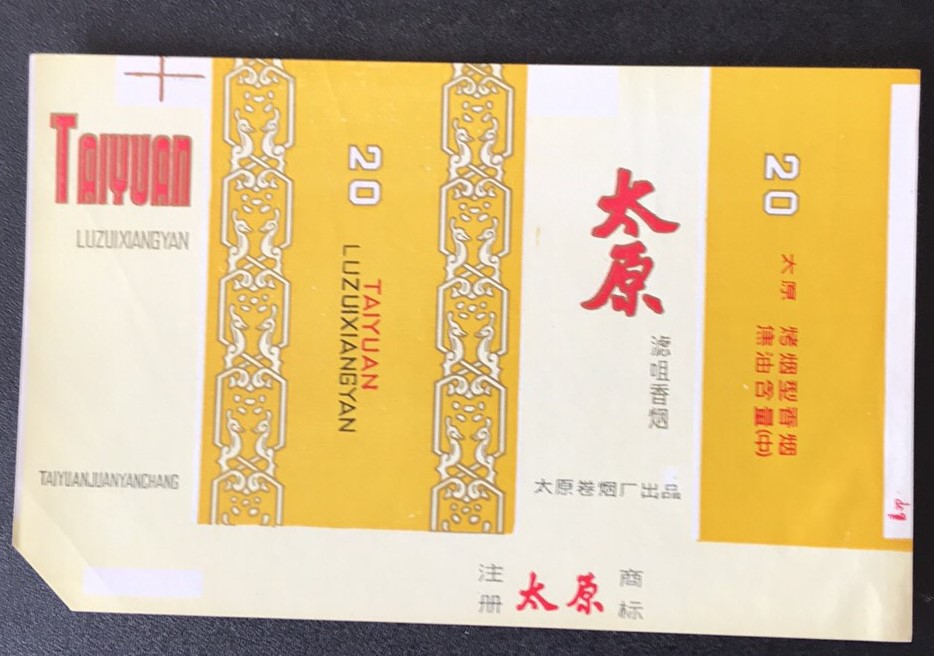 TAIYUAN
LUZUIXIANGYAN
TAIYUANJUANYANCHANG
20
TAIYUAN
LUZUIXIANGYAN
太原
滤咀香烟
太原卷烟厂出品
20
太原 烤烟型香烟
焦油含量(中)
注册
太原
商标